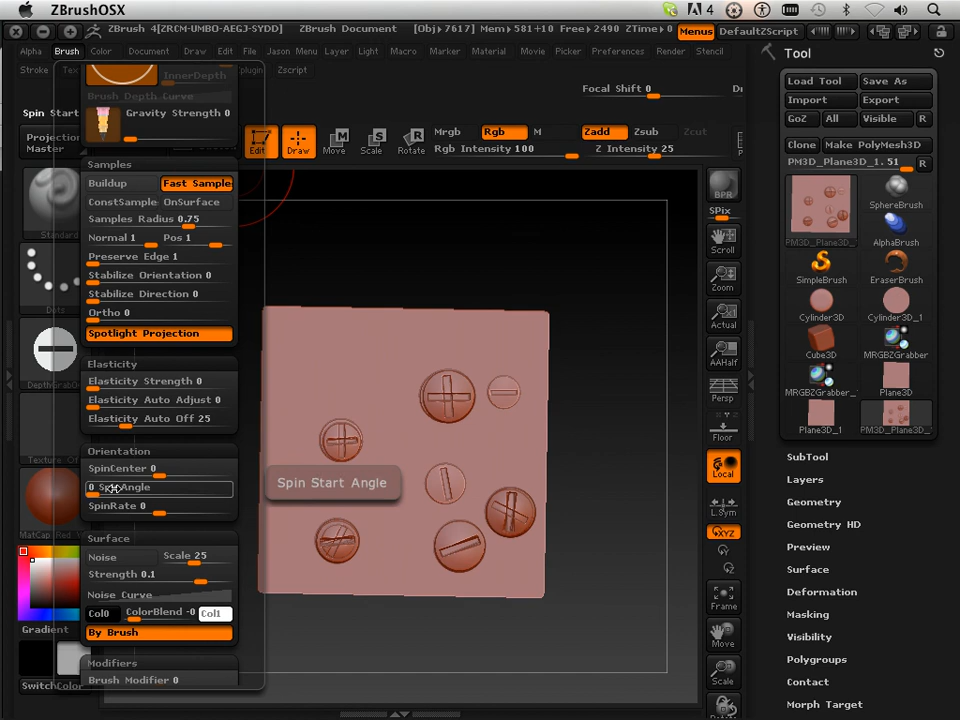 ZBrushOSX
4
ZBrush 4[ZRCM-UMBO-AEGJ-SYDD]
ZBrush Document
[Obj▸ 7617] Mem▸581+10 Free▸2490 ZTime▸0
Menus
DefaultZScript
Alpha
Brush
Color
Document
Draw
Edit
File
Jason Menu
Layer
Light
Macro
Marker
Material
Movie
Picker
Preferences
Render
Stencil
Stroke
Zscript
Spin Start
InnerDepth
Brush Depth Curve
Gravity Strength 0
Focal Shift 0
Projection
Master
Edit
Draw
Move
Scale
Rotate
Mrgb
Rgb
M
Rgb Intensity 100
Zadd
Zsub
Zcut
Z Intensity 25
Samples
Buildup
Fast Sample
ConstSample
OnSurface
Samples Radius 0.75
Normal 1
Pos 1
Preserve Edge 1
Stabilize Orientation 0
Stabilize Direction 0
Ortho 0
Spotlight Projection
Elasticity
Elasticity Strength 0
Elasticity Auto Adjust 0
Elasticity Auto Off 25
Orientation
SpinCenter 0
SpinRate 0
Spin Start Angle
Surface
Noise
Scale 25
Strength 0.1
Noise Curve
Col0
ColorBlend -0
Col1
By Brush
Modifiers
Brush Modifier 0
Standard
Dots
Gradient
SwitchColor
BPR
SPix
Scroll
Zoom
Actual
AAHalf
Persp
Floor
Local
L.Sym
XYZ
Frame
Move
Scale
Tool
Load Tool
Save As
Import
Export
GoZ
All
Visible
R
Clone
Make PolyMesh3D
PM3D_Plane3D_1. 51
R
PM3D_Plane3D_
SphereBrush
AlphaBrush
SimpleBrush
EraserBrush
Cylinder3D
Cylinder3D_1
Cube3D
MRGBZGrabber
MRGBZGrabber_
Plane3D
Plane3D_1
PM3D_Plane3D_
SubTool
Layers
Geometry
Geometry HD
Preview
Surface
Deformation
Masking
Visibility
Polygroups
Contact
Morph Target